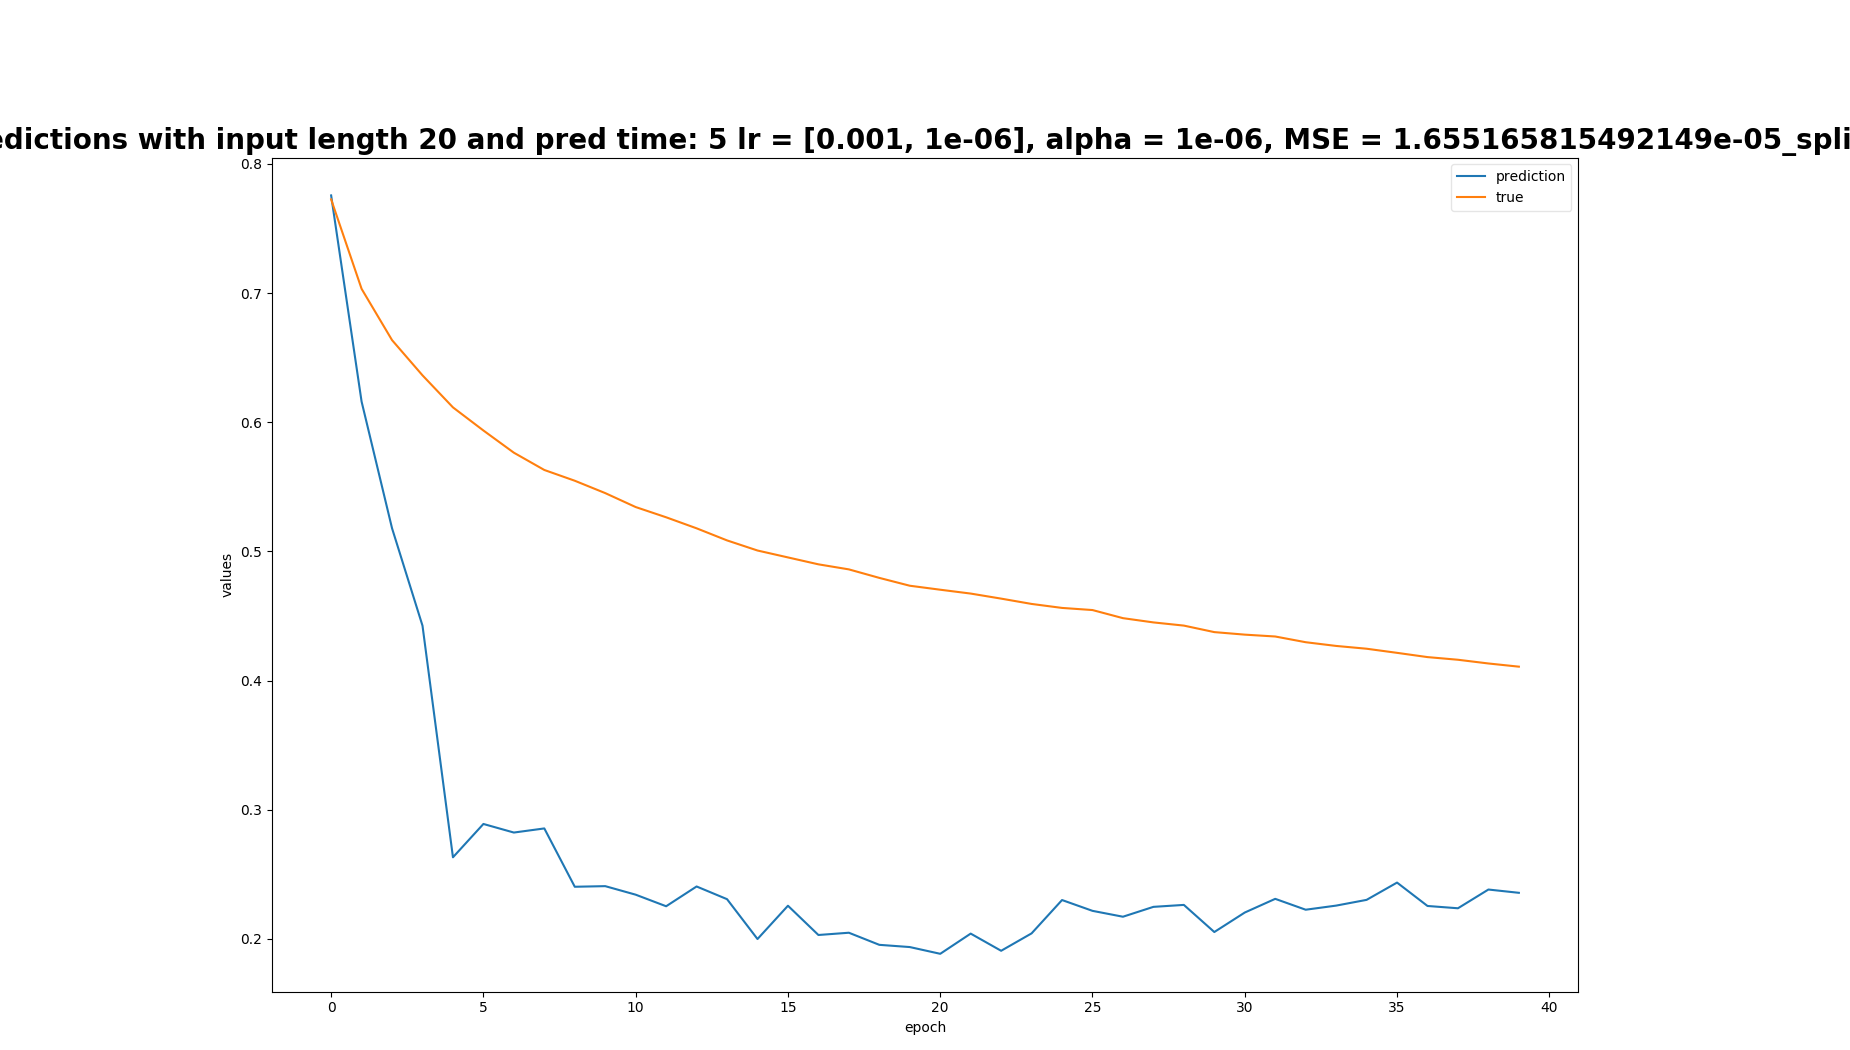 edictions with input length 20 and pred time: 5 lr = [0.001, 1e-06], alpha = 1e-06, MSE = 1.655165815492149e-05_spli
prediction
true
0.8
0.7
0.6
0.5
0.4
0.3
0.2
values
0 5 10 15 20 25 30 35 40
epoch